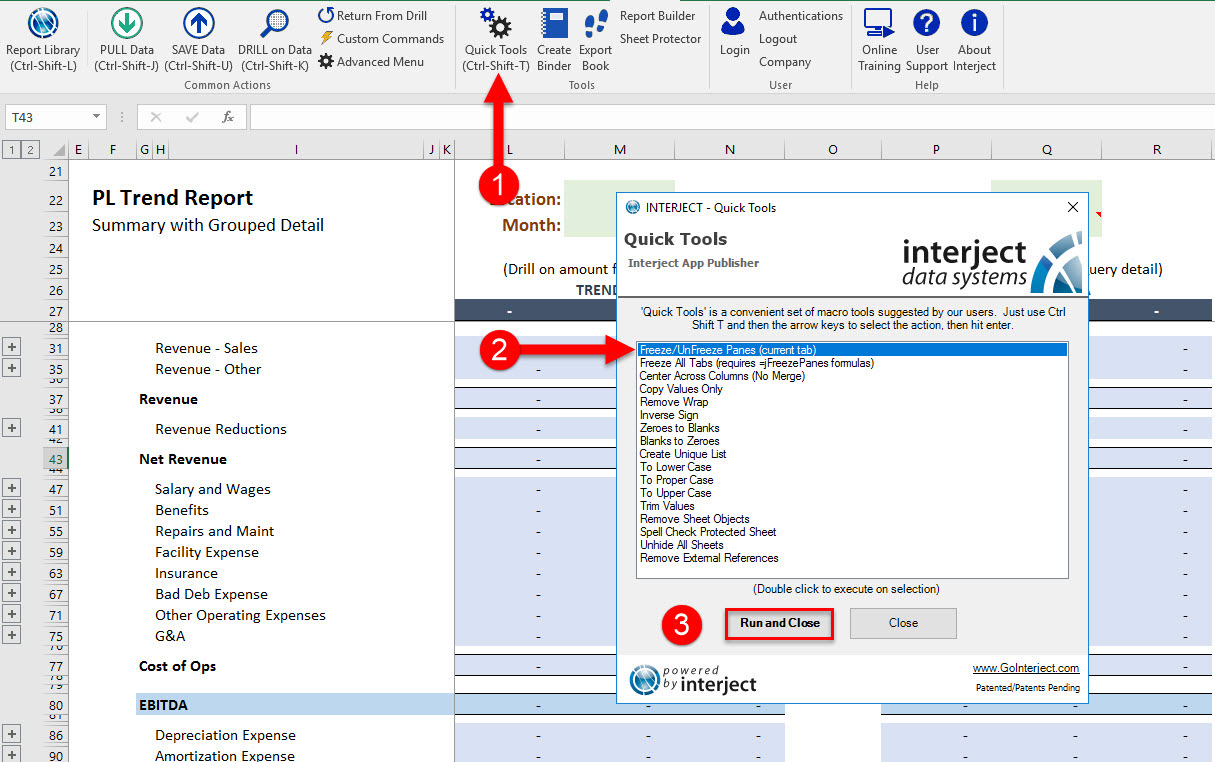 Report Library
(Ctrl-Shift-L)
PULL Data
(Ctrl-Shift-J)
SAVE Data
(Ctrl-Shift-U)
DRILL on Data
(Ctrl-Shift-K)
Return From Drill
Custom Commands
Advanced Menu
Common Actions
Quick Tools
(Ctrl-Shift-T)
Create
Binder
Export
Book
Report Builder
Sheet Protector
Tools
Login
Authentications
Logout
Company
User
Online
Training
User
Support
About
Interject
Help
T43
fx
1 2
E F G H I J K L M N O P Q R
21
22 PL Trend Report
23 Summary with Grouped Detail
Month:
24
25 (Drill on amount
26 TREND
27 - -
28
31 Revenue - Sales -
35 Revenue - Other - -
37 Revenue - -
41 Revenue Reductions - -
43 Net Revenue - -
47 Salary and Wages - -
51 Benefits - -
55 Repairs and Maint - -
59 Facility Expense - -
63 Insurance - -
67 Bad Deb Expense - -
71 Other Operating Expenses - -
75 G&A - -
77 Cost of Ops - -
80 EBITDA - - - - - -
86 Depreciation Expense - - - - - -
90 Amortization Expense - - - - - -
1
2
3
INTERJECT - Quick Tools
Quick Tools
Interject App Publisher
interject
data systems
uery detail)
'Quick Tools' is a convenient set of macro tools suggested by our users. Just use Ctrl
Shift T and then the arrow keys to select the action, then hit enter.
Freeze/UnFreeze Panes (current tab)
Freeze All Tabs (requires =jFreezePanes formulas)
Center Across Columns (No Merge)
Copy Values Only
Remove Wrap
Inverse Sign
Zeroes to Blanks
Blanks to Zeroes
Create Unique List
To Lower Case
To Proper Case
To Upper Case
Trim Values
Remove Sheet Objects
Spell Check Protected Sheet
Unhide All Sheets
Remove External References
(Double click to execute on selection)
Run and Close
Close
powered
by interject
www.GoInterject.com
Patented/Patents Pending